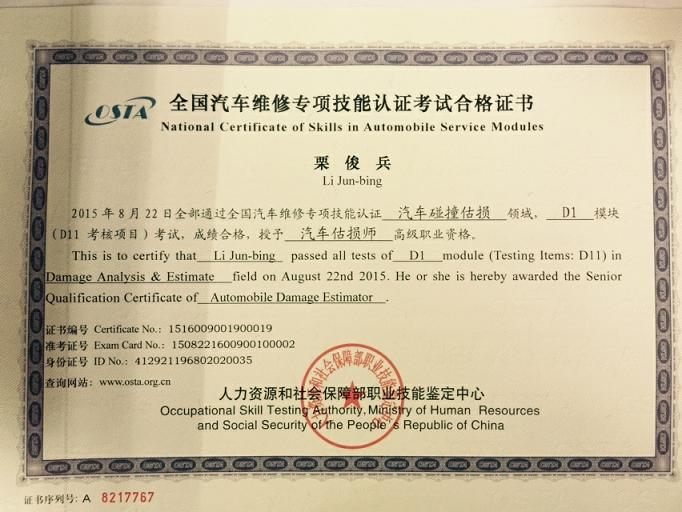 OSTA 全国汽车维修专项技能认证考试合格证书
National Certificate of Skills in Automobile Service Modules
栗俊兵
Li Jun-bing
2015年8月22日全部通过全国汽车维修专项技能认证 汽车碰撞估损 领域， D1 模块
（D11 考核项目）考试，成绩合格，授予 汽车估损师 高级职业资格。
This is to certify that Li Jun-bing passed all tests of D1 module (Testing Items: D11) in
Damage Analysis & Estimate field on August 22nd 2015. He or she is hereby awarded the Senior
Qualification Certificate of Automobile Damage Estimator .
证书编号 Certificate No.: 1516009001900019
准考证号 Exam Card No.: 1508221600900100002
身份证号 ID No.: 412921196802020035
查询网站：www.osta.org.cn
人力资源和社会保障部职业技能鉴定中心
Occupational Skill Testing Authority, Ministry of Human Resources
and Social Security of the People's Republic of China
证书序列号: A 8217767